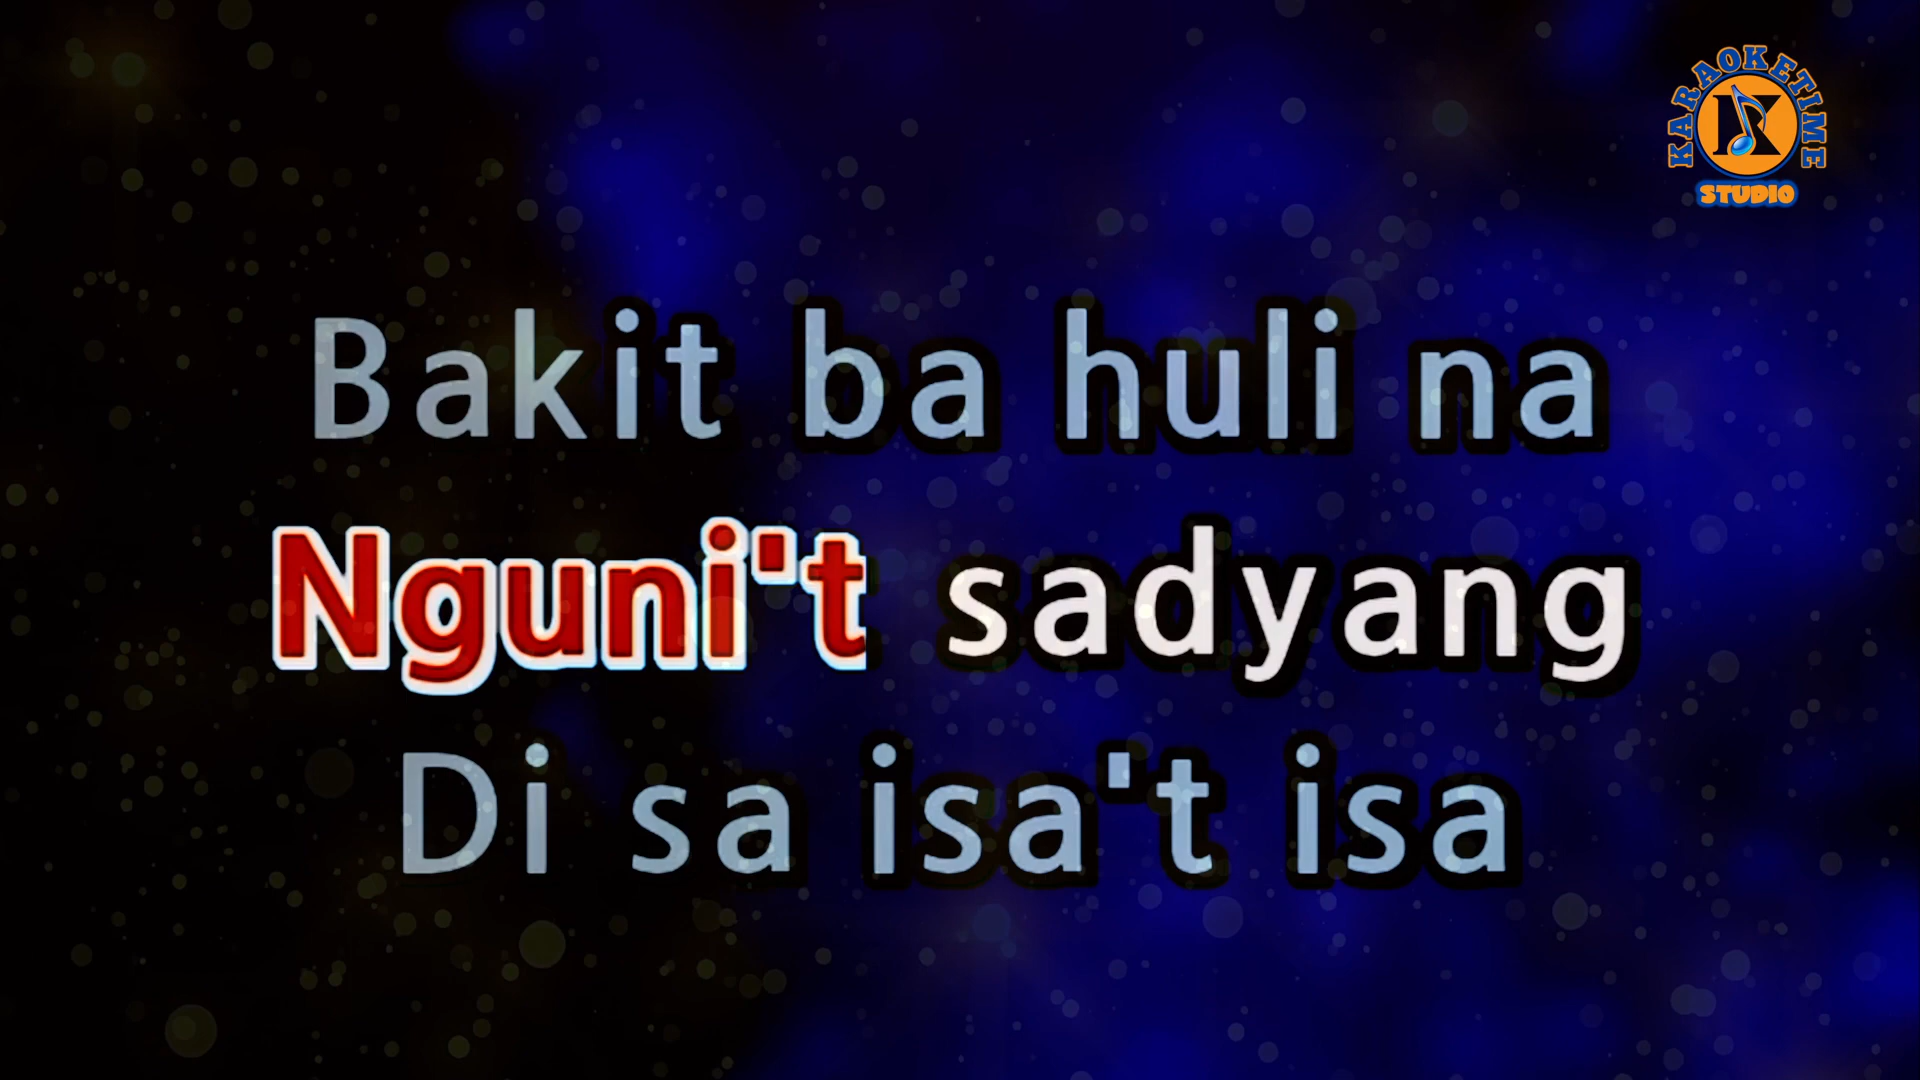 KARAOKETIME
K
STUDIO
Bakit ba huli na
Nguni't sadyang
Di sa isa't isa